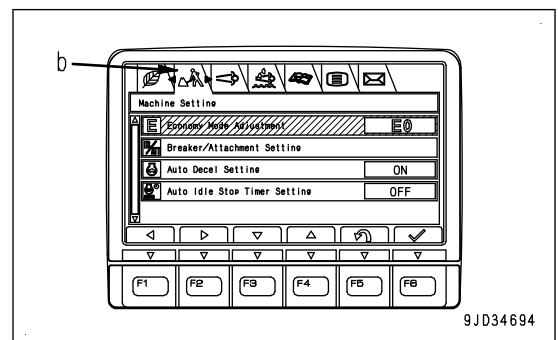 b
Machine Setting
E Economy Mode Adjustment E0
Breaker/Attachment Setting
Auto Decel Setting ON
Auto Idle Stop Timer Setting OFF
F1 F2 F3 F4 F5 F6
9JD34694